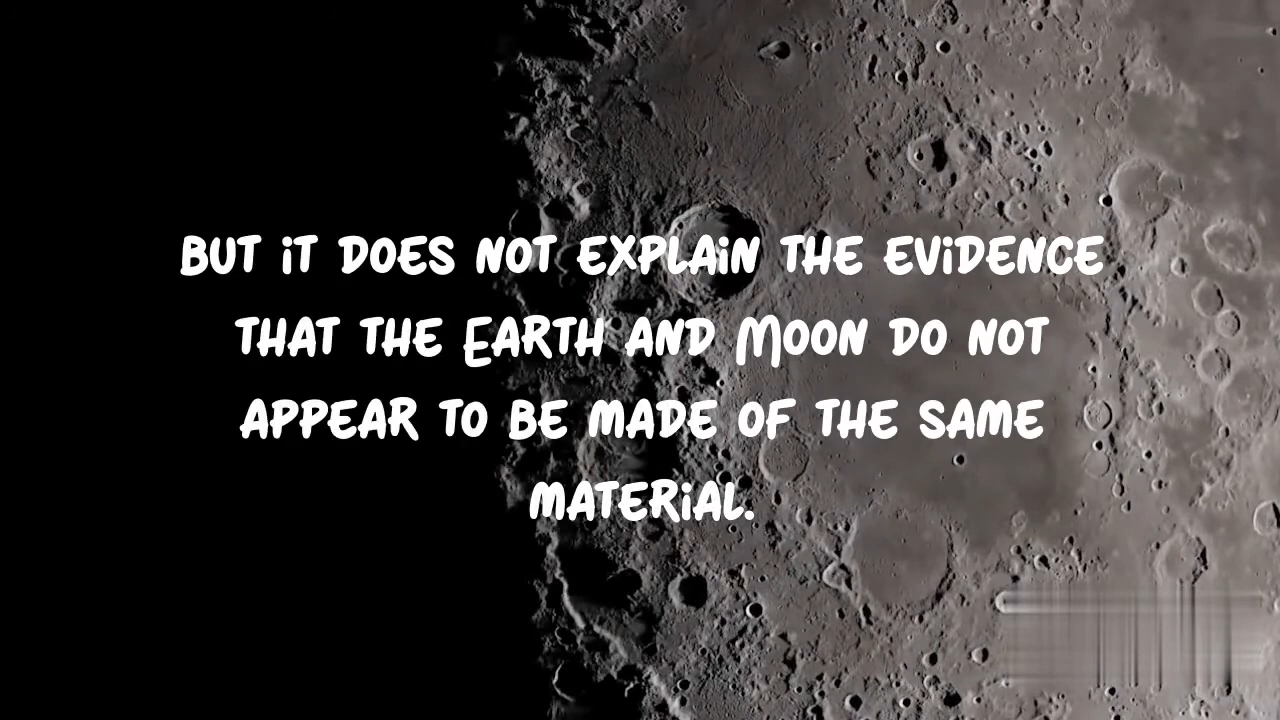 BUT IT DOES NOT EXPLAIN THE EVIDENCE
THAT THE EARTH AND MOON DO NOT
APPEAR TO BE MADE OF THE SAME
MATERIAL.